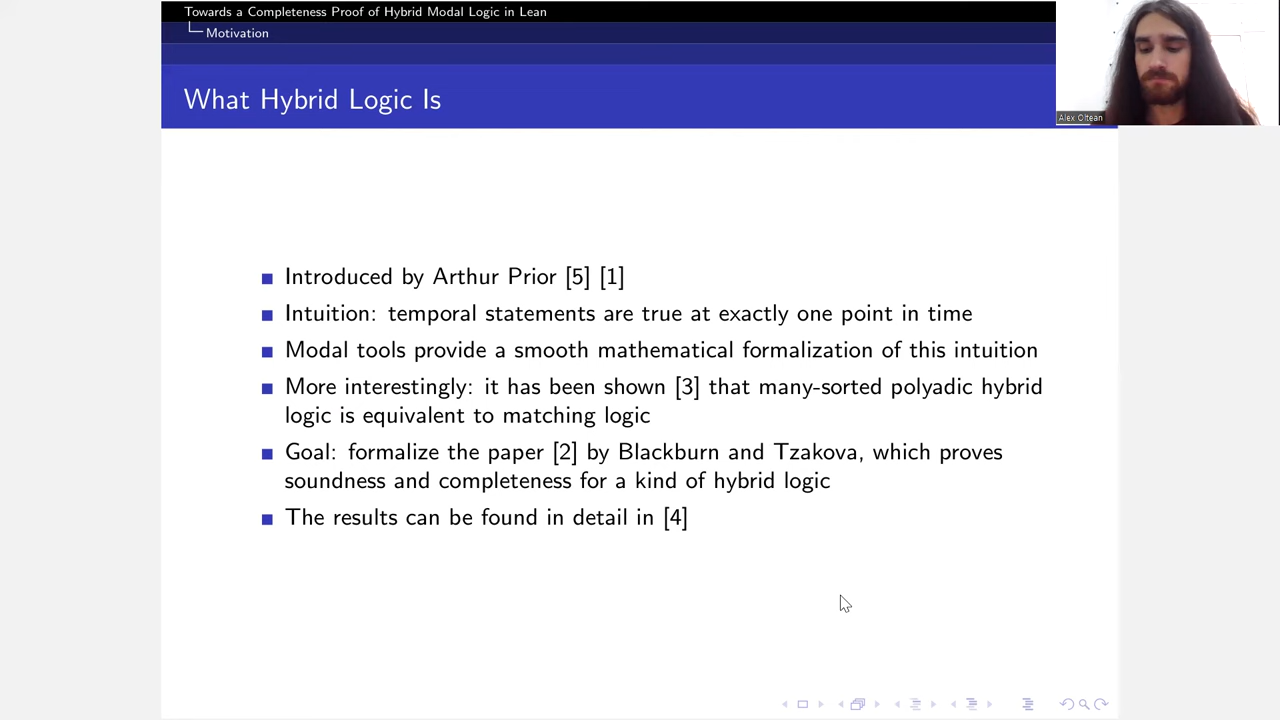 Towards a Completeness Proof of Hybrid Modal Logic in Lean
Motivation
What Hybrid Logic Is
Alex Oltean
Introduced by Arthur Prior [5] [1]
Intuition: temporal statements are true at exactly one point in time
Modal tools provide a smooth mathematical formalization of this intuition
More interestingly: it has been shown [3] that many-sorted polyadic hybrid
logic is equivalent to matching logic
Goal: formalize the paper [2] by Blackburn and Tzakova, which proves
soundness and completeness for a kind of hybrid logic
The results can be found in detail in [4]